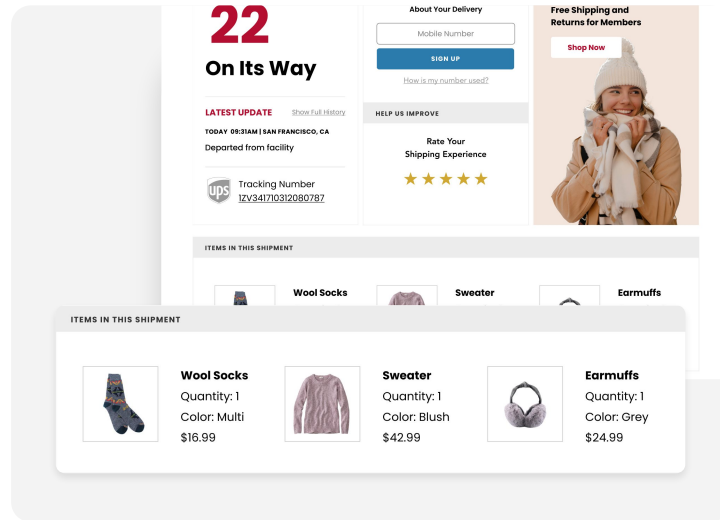 22
On Its Way
LATEST UPDATE
Show Full History
TODAY 09:31AM | SAN FRANCISCO, CA
Departed from facility
ups
Tracking Number
1ZV341710312080787
About Your Delivery
Mobile Number
SIGN UP
How is my number used?
HELP US IMPROVE
Rate Your
Shipping Experience
Free Shipping and
Returns for Members
Shop Now
ITEMS IN THIS SHIPMENT
Wool Socks
Sweater
Earmuffs
ITEMS IN THIS SHIPMENT
Wool Socks
Quantity: 1
Color: Multi
$16.99
Sweater
Quantity: 1
Color: Blush
$42.99
Earmuffs
Quantity: 1
Color: Grey
$24.99